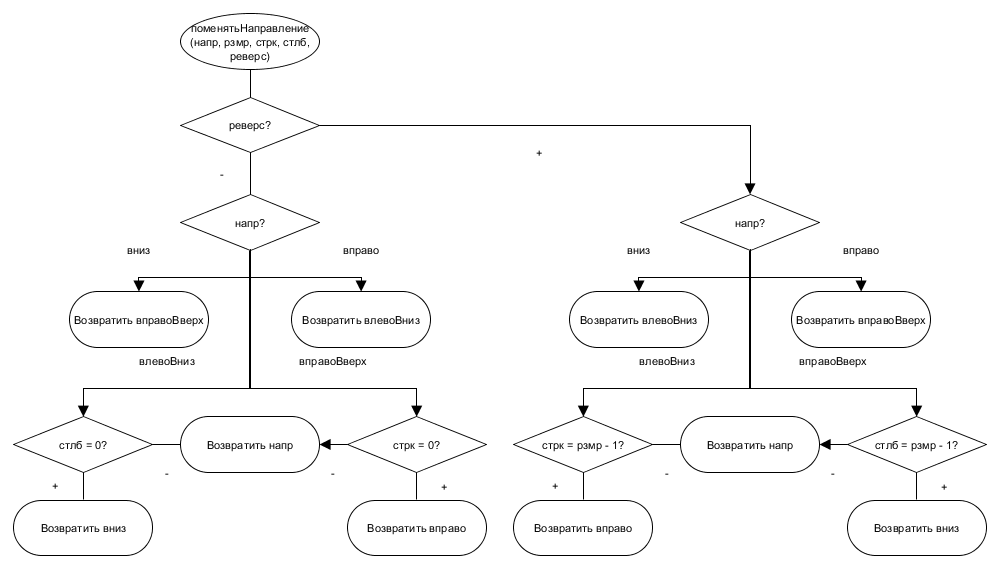 поменятьНаправление
(напр, рзмр, стрк, стлб,
реверс)
реверс?
+
-
напр?
напр?
вниз
вправо
вниз
вправо
Возвратить вправоВверх
Возвратить влевоВниз
Возвратить влевоВниз
Возвратить вправоВверх
влевоВниз
вправоВверх
влевоВниз
вправоВверх
стлб = 0?
Возвратить напр
стрк = 0?
стрк = рзмр - 1?
Возвратить напр
стлб = рзмр - 1?
-
-
-
-
+
+
+
+
Возвратить вниз
Возвратить вправо
Возвратить вправо
Возвратить вниз